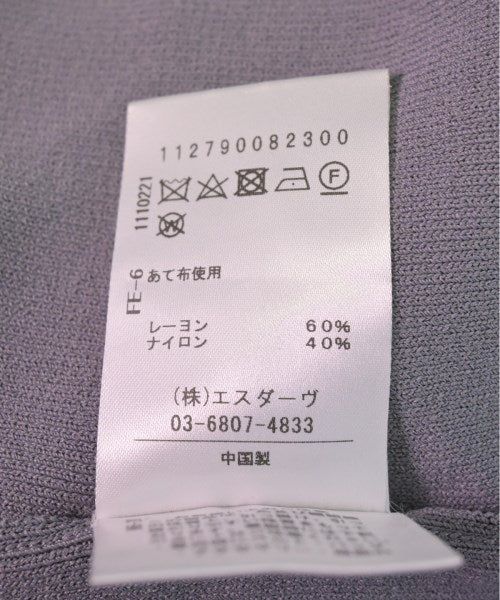 112790082300
1110221
F
W
FE-6
あて布使用
レーヨン 60%
ナイロン 40%
(株)エスダーヴ
03-6807-4833
中国製